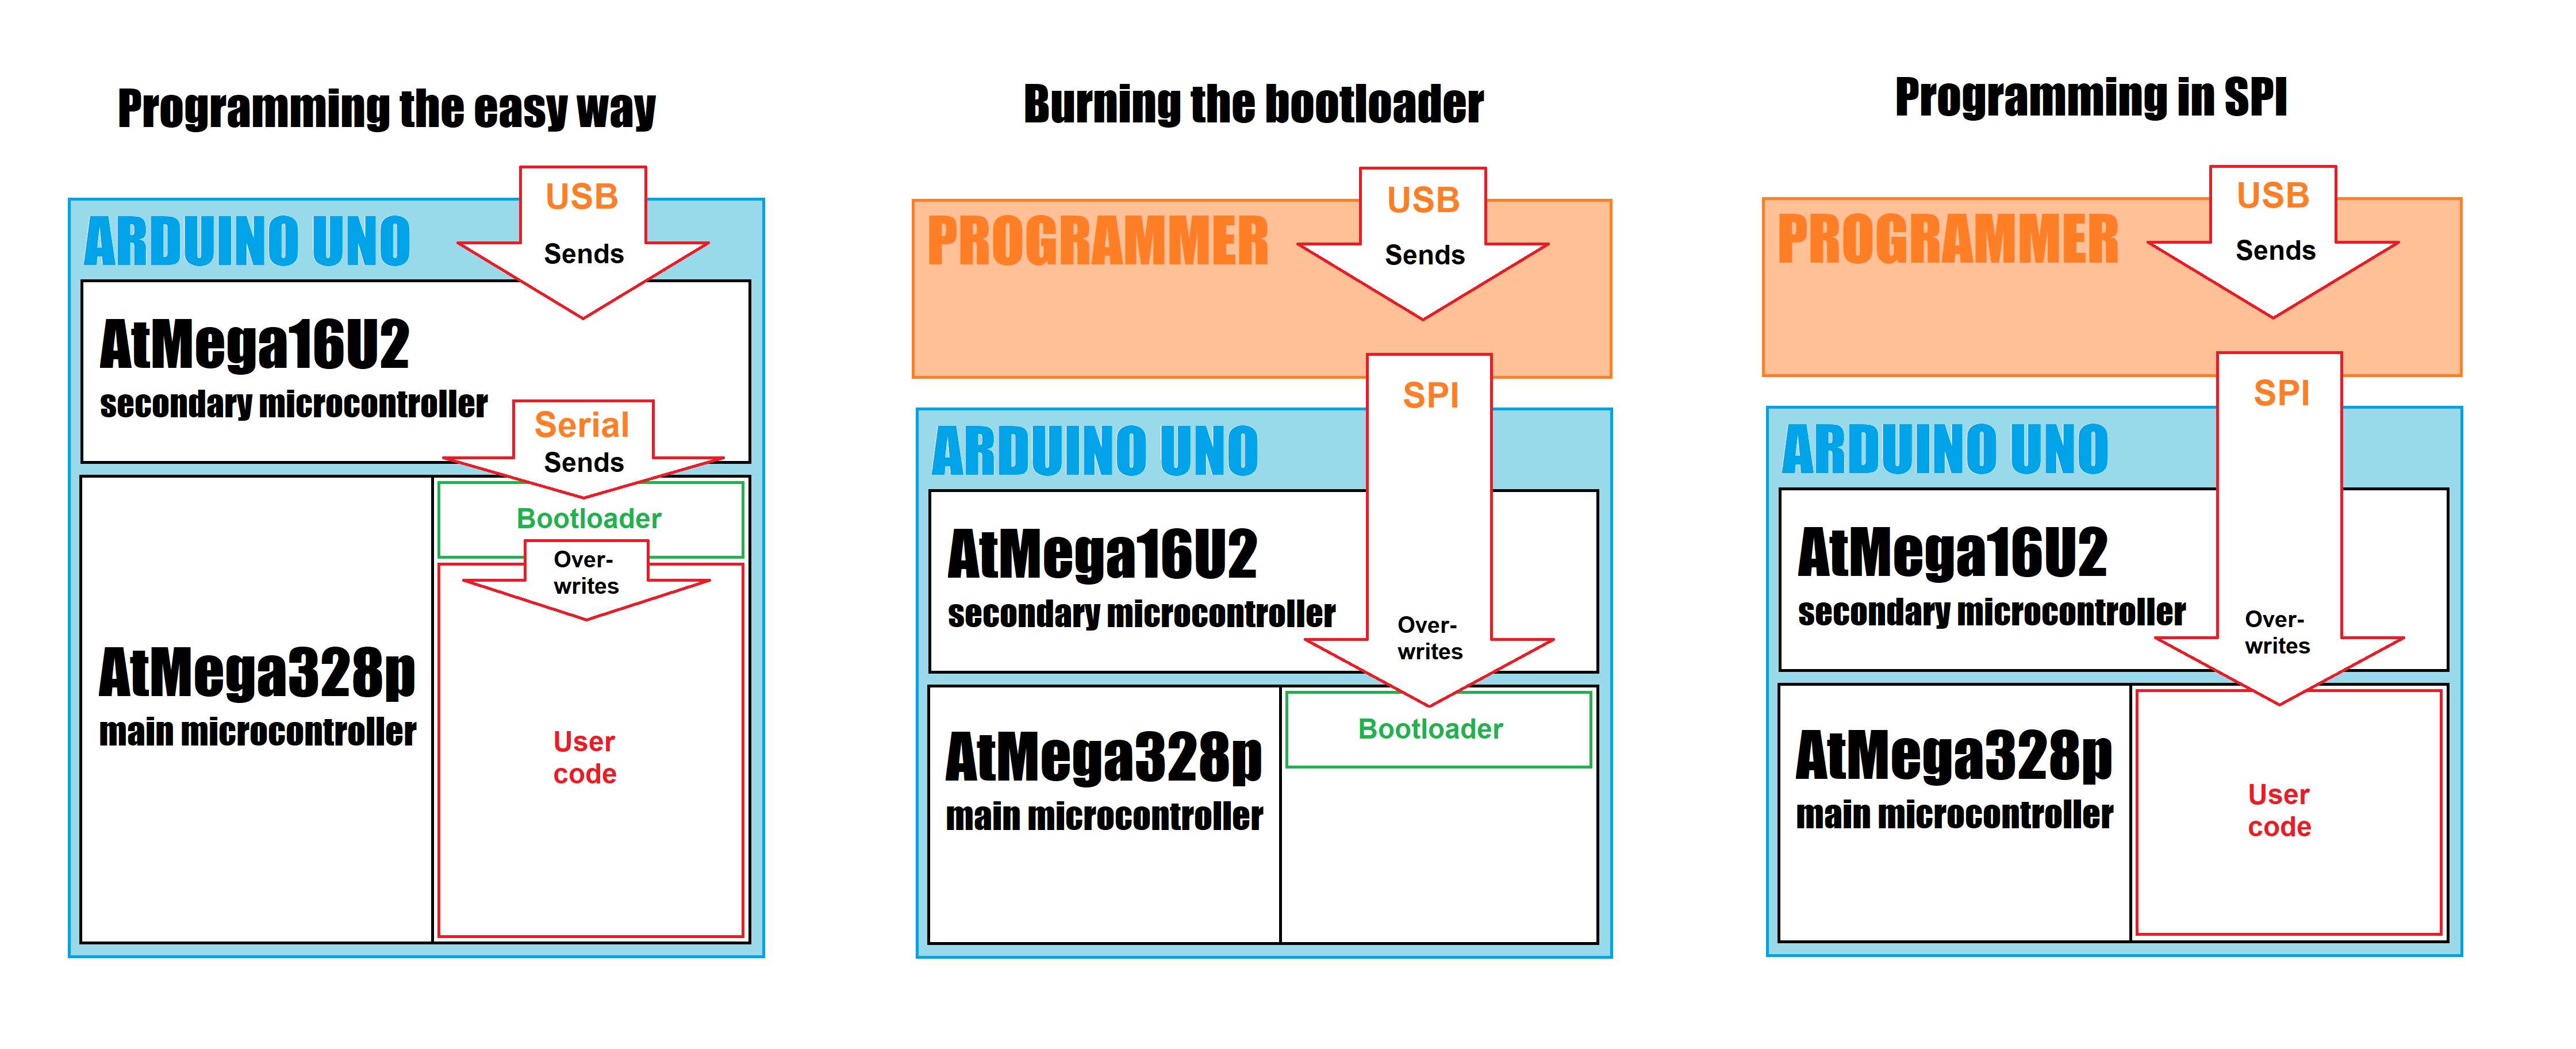 Programming the easy way
USB
Sends
ARDUINO UNO
AtMega16U2
secondary microcontroller
Serial
Sends
Bootloader
Over-
writes
AtMega328p
main microcontroller
User
code
Burning the bootloader
USB
Sends
PROGRAMMER
SPI
ARDUINO UNO
AtMega16U2
secondary microcontroller
Over-
writes
Bootloader
AtMega328p
main microcontroller
Programming in SPI
USB
Sends
PROGRAMMER
SPI
ARDUINO UNO
AtMega16U2
secondary microcontroller
Over-
writes
AtMega328p
main microcontroller
User
code